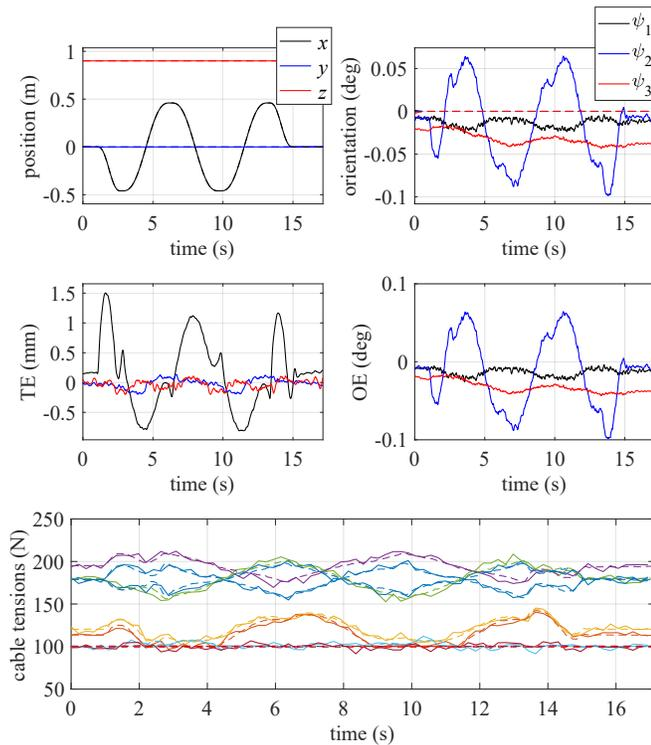 x
y
z
1
0.5
0
-0.5
position (m)
0 5 10 15
time (s)
ψ1
ψ2
ψ3
0.05
0
-0.05
-0.1
orientation (deg)
0 5 10 15
time (s)
1.5
1
0.5
0
-0.5
TE (mm)
0 5 10 15
time (s)
0.1
0
-0.1
OE (deg)
0 5 10 15
time (s)
250
200
150
100
50
cable tensions (N)
0 2 4 6 8 10 12 14 16
time (s)